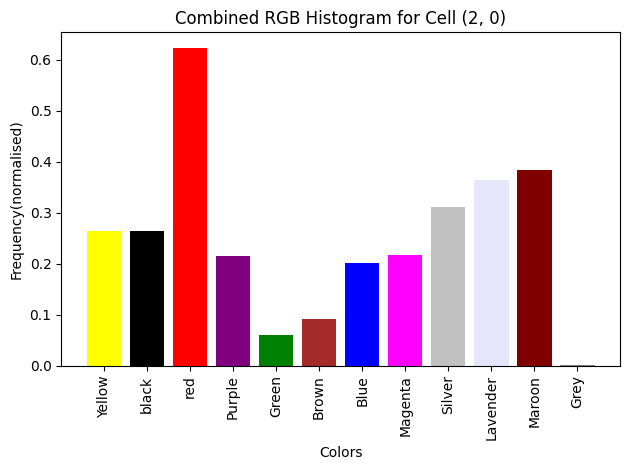 Combined RGB Histogram for Cell (2, 0)
Frequency(normalised)
0.6
0.5
0.4
0.3
0.2
0.1
0.0
Yellow
black
red
Purple
Green
Brown
Blue
Magenta
Silver
Lavender
Maroon
Grey
Colors